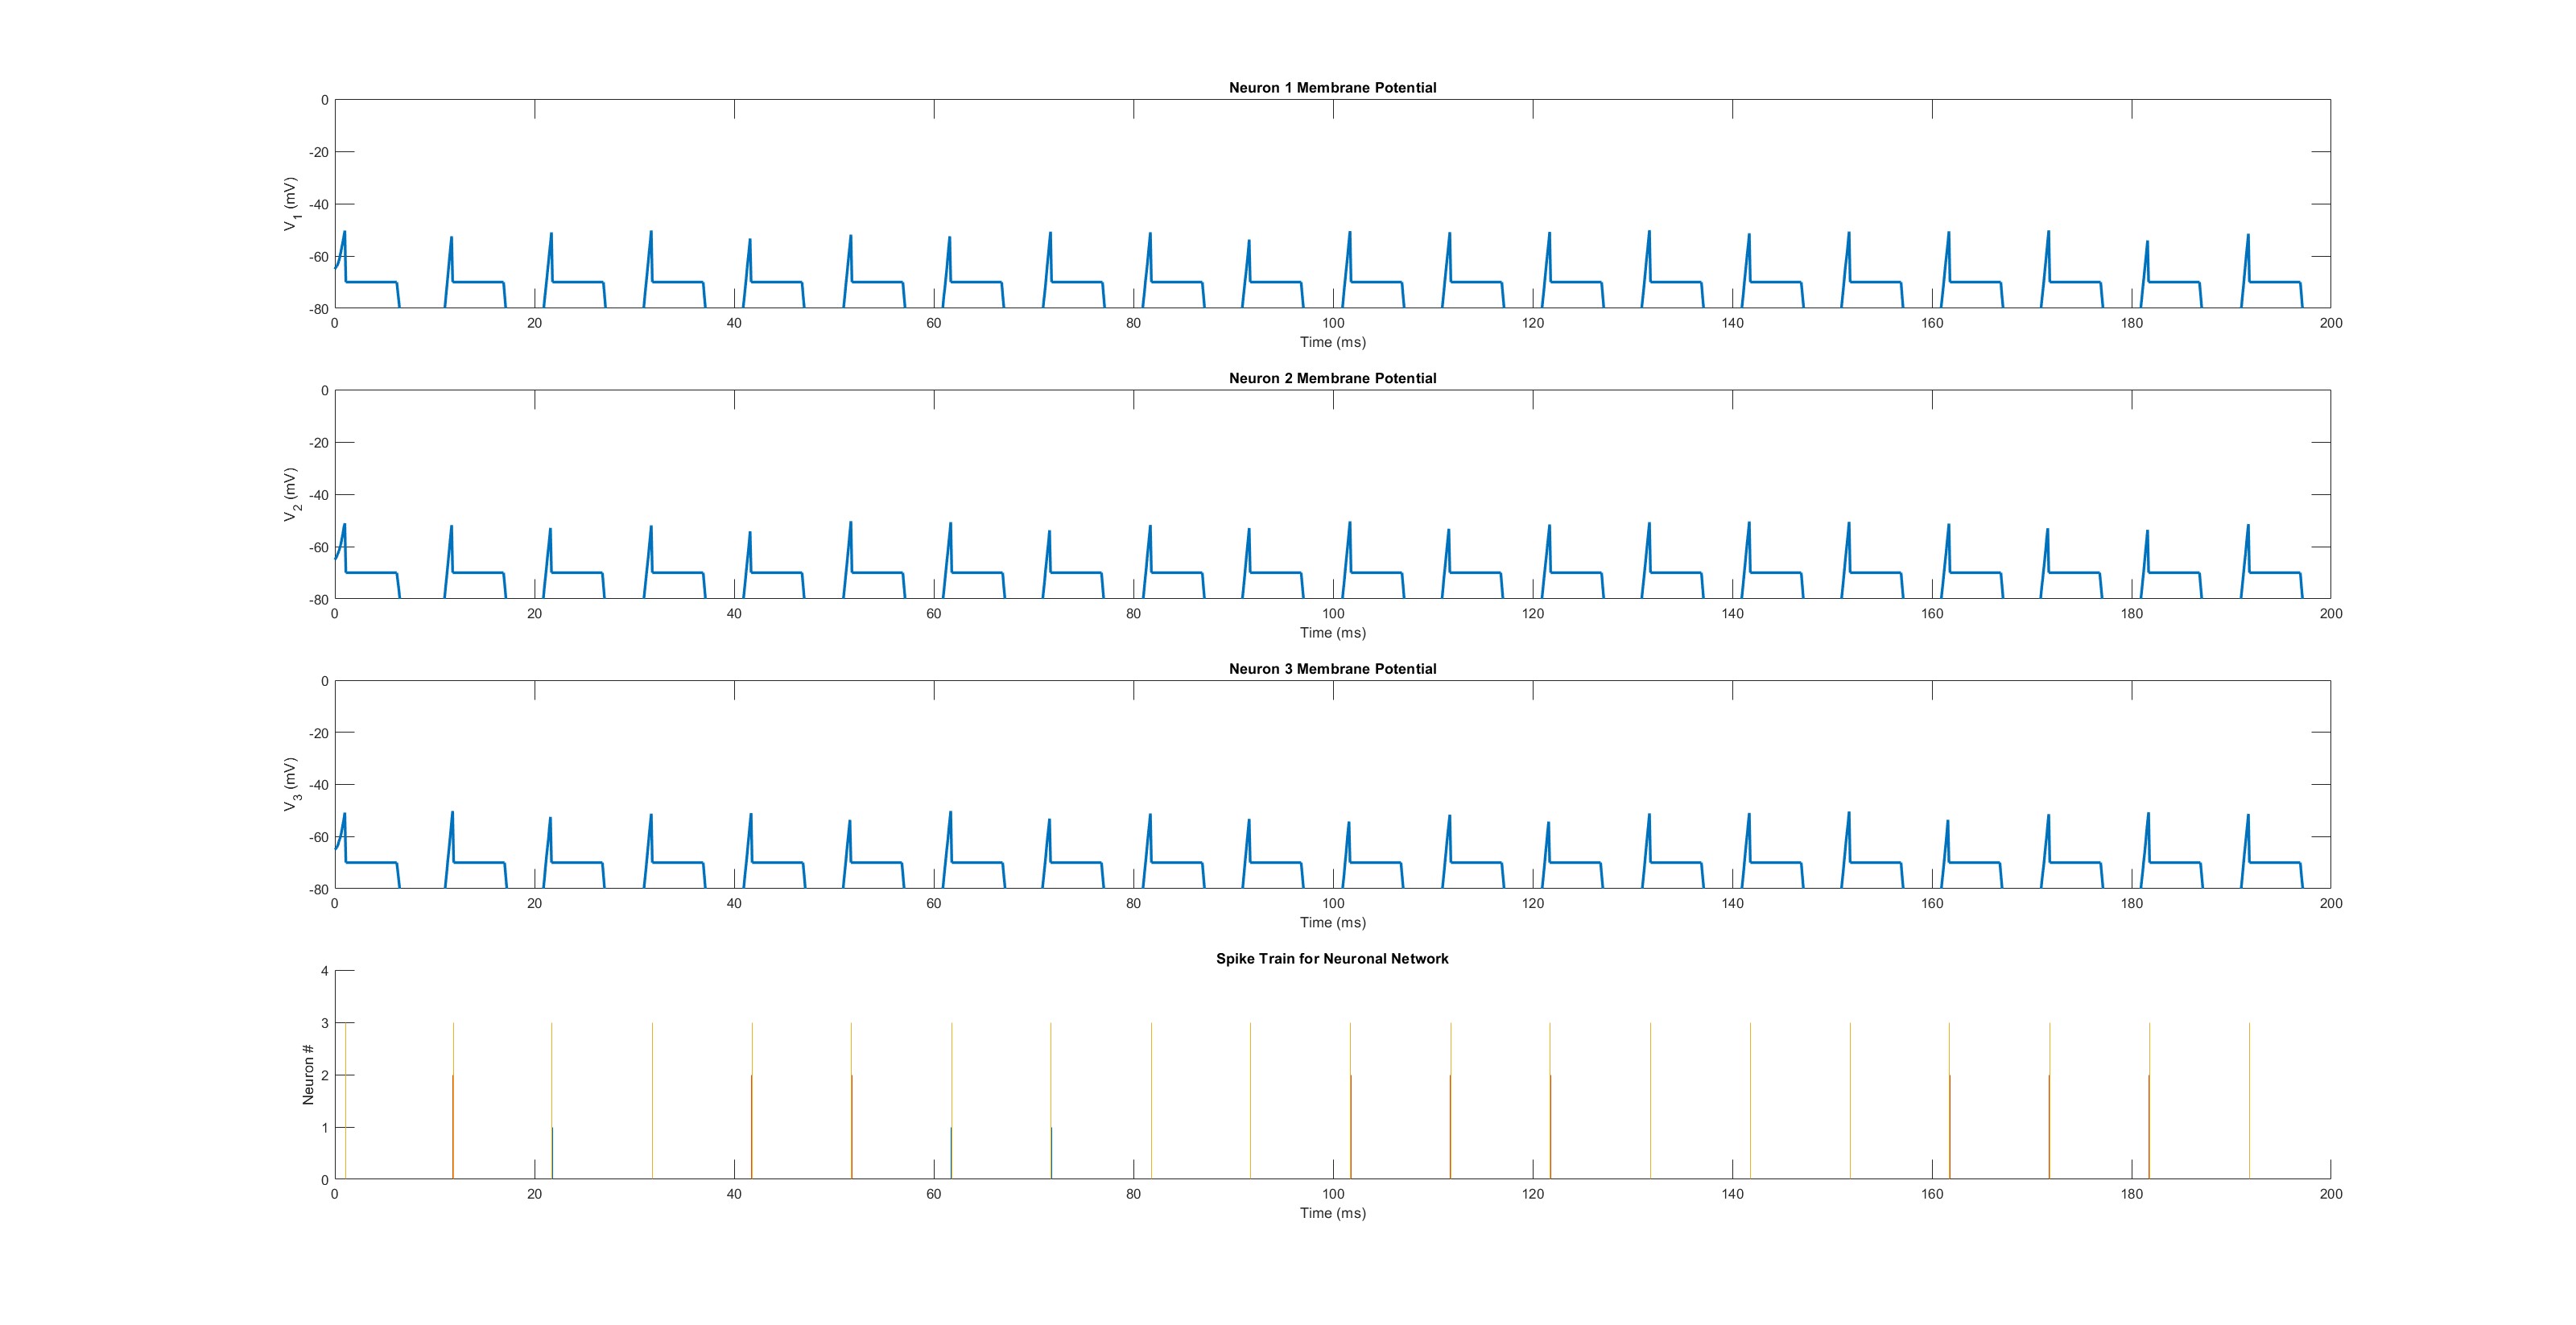 Neuron 1 Membrane Potential
0
-20
-40
-60
-80
V1 (mV)
0 20 40 60 80 100 120 140 160 180 200
Time (ms)
Neuron 2 Membrane Potential
0
-20
-40
-60
-80
V2 (mV)
0 20 40 60 80 100 120 140 160 180 200
Time (ms)
Neuron 3 Membrane Potential
0
-20
-40
-60
-80
V3 (mV)
0 20 40 60 80 100 120 140 160 180 200
Time (ms)
Spike Train for Neuronal Network
4
3
2
1
0
Neuron #
0 20 40 60 80 100 120 140 160 180 200
Time (ms)